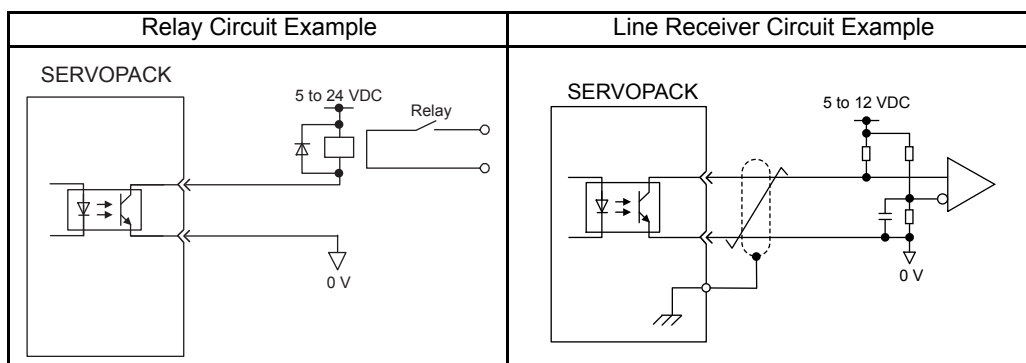 Relay Circuit Example
Line Receiver Circuit Example
SERVOPACK
5 to 24 VDC
Relay
0 V
SERVOPACK
5 to 12 VDC
0 V